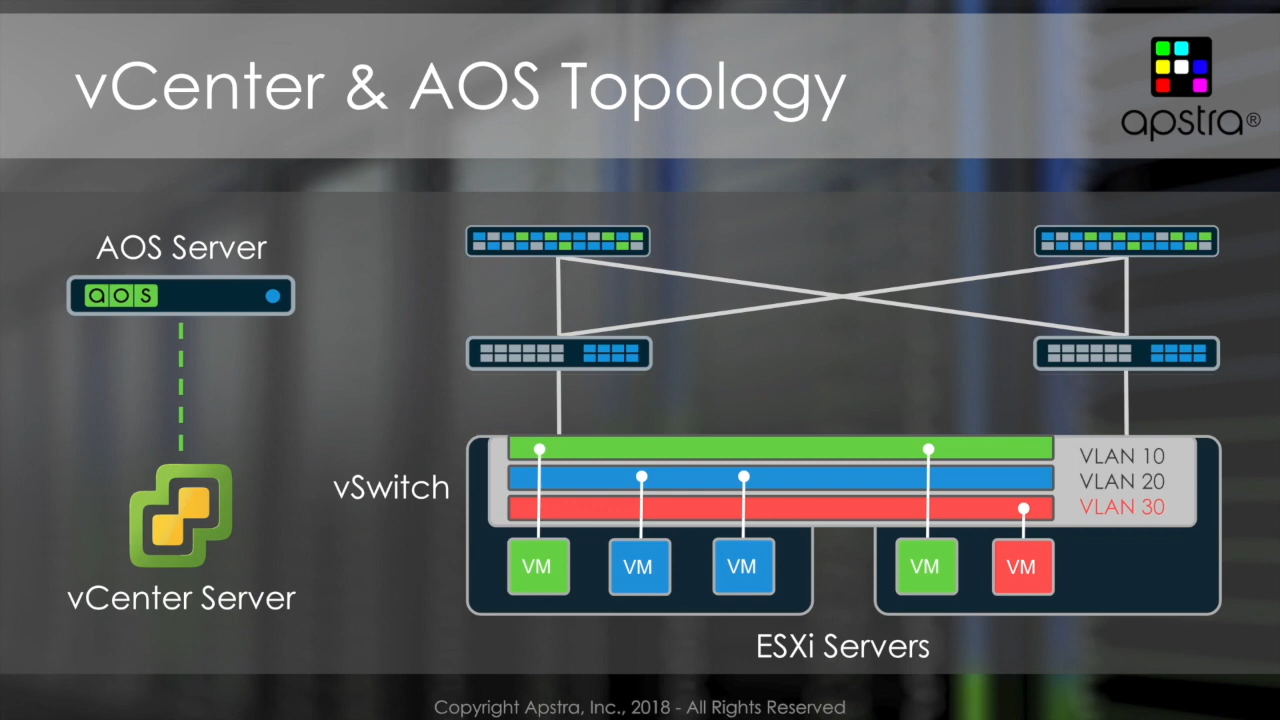 vCenter & AOS Topology
apstra®
AOS Server
aos
vCenter Server
vSwitch
VLAN 10
VLAN 20
VLAN 30
VM
VM
VM
VM
VM
ESXi Servers
Copyright Apstra, Inc., 2018 - All Rights Reserved